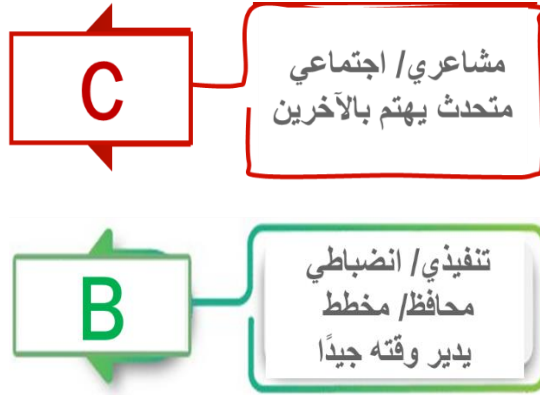 C
مشاعري/ اجتماعي
متحدث يهتم بالآخرين
B
تنفيذي/ انضباطي
محافظ/ مخطط
يدير وقته جيدًا